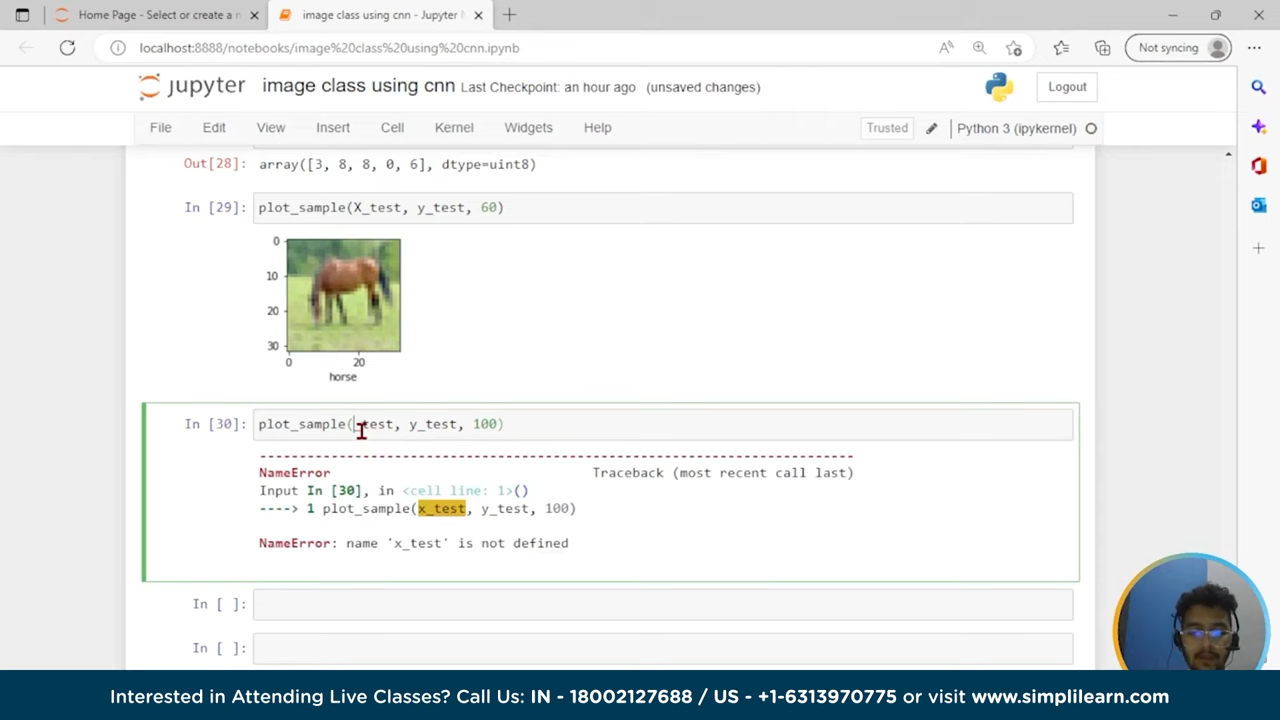 Home Page - Select or create a n
image class using cnn - Jupyter
localhost:8888/notebooks/image%20class%20using%20cnn.ipynb
Not syncing
jupyter image class using cnn Last Checkpoint: an hour ago (unsaved changes)
Logout
File Edit View Insert Cell Kernel Widgets Help
Trusted
Python 3 (ipykernel)
Out[28]: array([3, 8, 8, 0, 6], dtype=uint8)
In [29]: plot_sample(X_test, y_test, 60)
0
10
20
30
0 20
horse
In [30]: plot_sample(_test, y_test, 100)
NameError Traceback (most recent call last)
Input In [30], in <cell line: 1>()
----> 1 plot_sample(x_test, y_test, 100)
NameError: name 'x_test' is not defined
In [ ]:
In [ ]:
Interested in Attending Live Classes? Call Us: IN - 18002127688 / US - +1-6313970775 or visit www.simplilearn.com